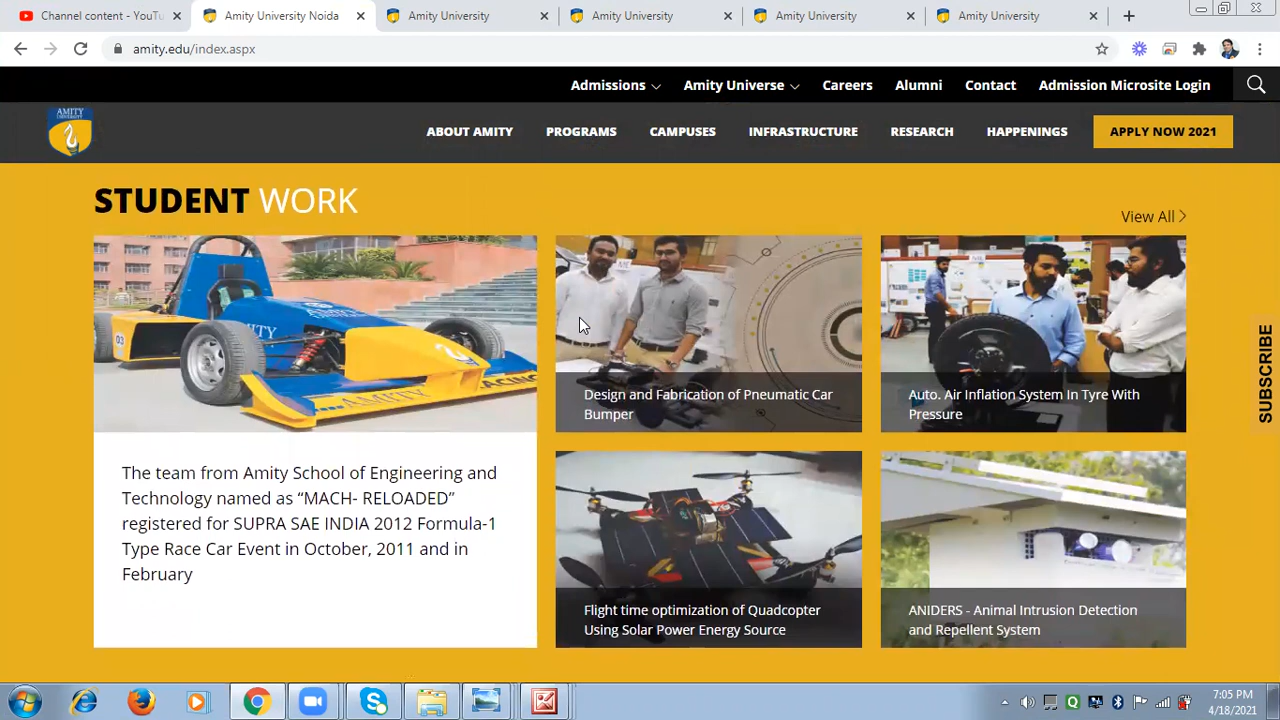 Channel content - YouTu
Amity University Noida
Amity University
Amity University
Amity University
Amity University
amity.edu/index.aspx
Admissions
Amity Universe
Careers
Alumni
Contact
Admission Microsite Login
AMITY
UNIVERSITY
ABOUT AMITY
PROGRAMS
CAMPUSES
INFRASTRUCTURE
RESEARCH
HAPPENINGS
APPLY NOW 2021
STUDENT WORK
View All
The team from Amity School of Engineering and
Technology named as “MACH- RELOADED”
registered for SUPRA SAE INDIA 2012 Formula-1
Type Race Car Event in October, 2011 and in
February
Design and Fabrication of Pneumatic Car
Bumper
Auto. Air Inflation System In Tyre With
Pressure
Flight time optimization of Quadcopter
Using Solar Power Energy Source
ANIDERS - Animal Intrusion Detection
and Repellent System
SUBSCRIBE
7:05 PM
4/18/2021